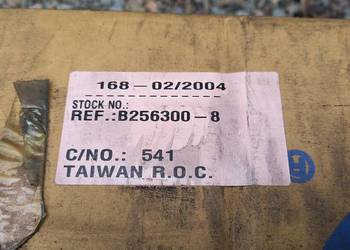 168-02/2004
STOCK NO.:
REF.:B256300-8
C/NO.: 541
TAIWAN R.O.C.